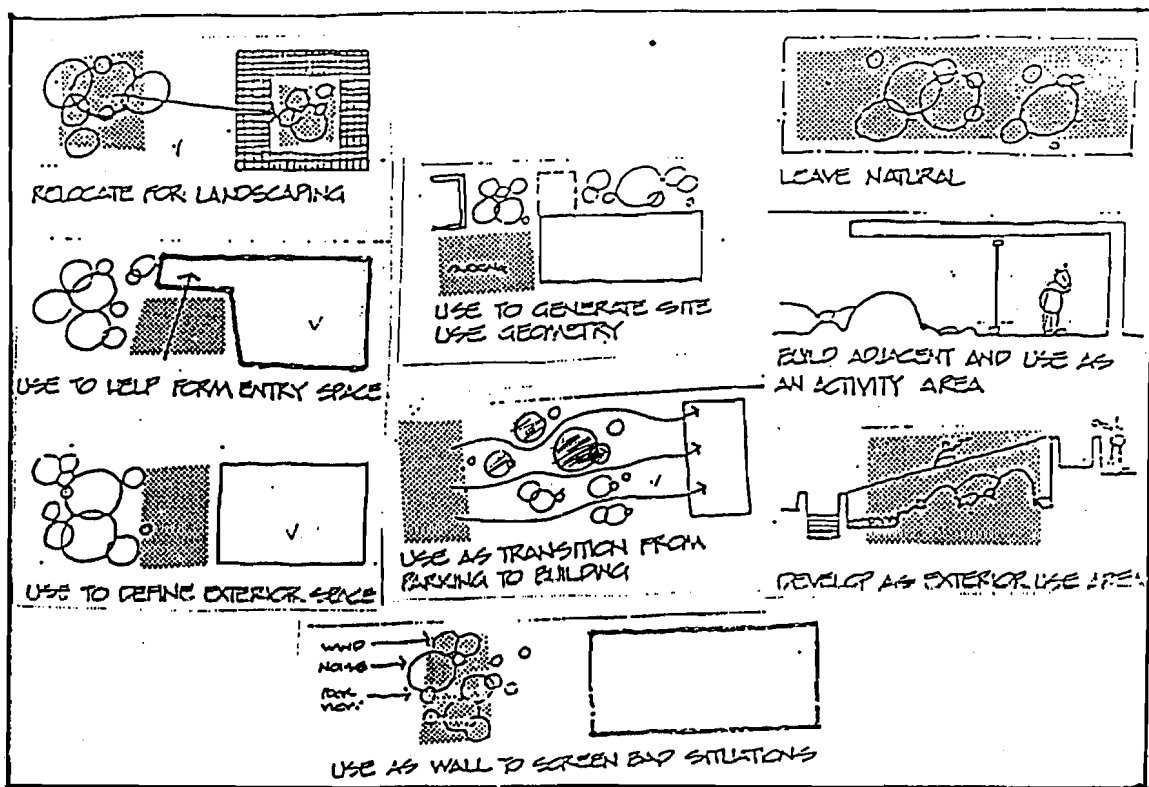 RELOCATE FOR LANDSCAPING
LEAVE NATURAL
USE TO GENERATE SITE
USE GEOMETRY
USE TO HELP FORM ENTRY SPACE
BUILD ADJACENT AND USE AS
AN ACTIVITY AREA
USE TO DEFINE EXTERIOR SPACE
USE AS TRANSITION FROM
PARKING TO BUILDING
DEVELOP AS EXTERIOR USE AREA
WIND
NOISE
USE AS WALL TO SCREEN BAD SITUATIONS